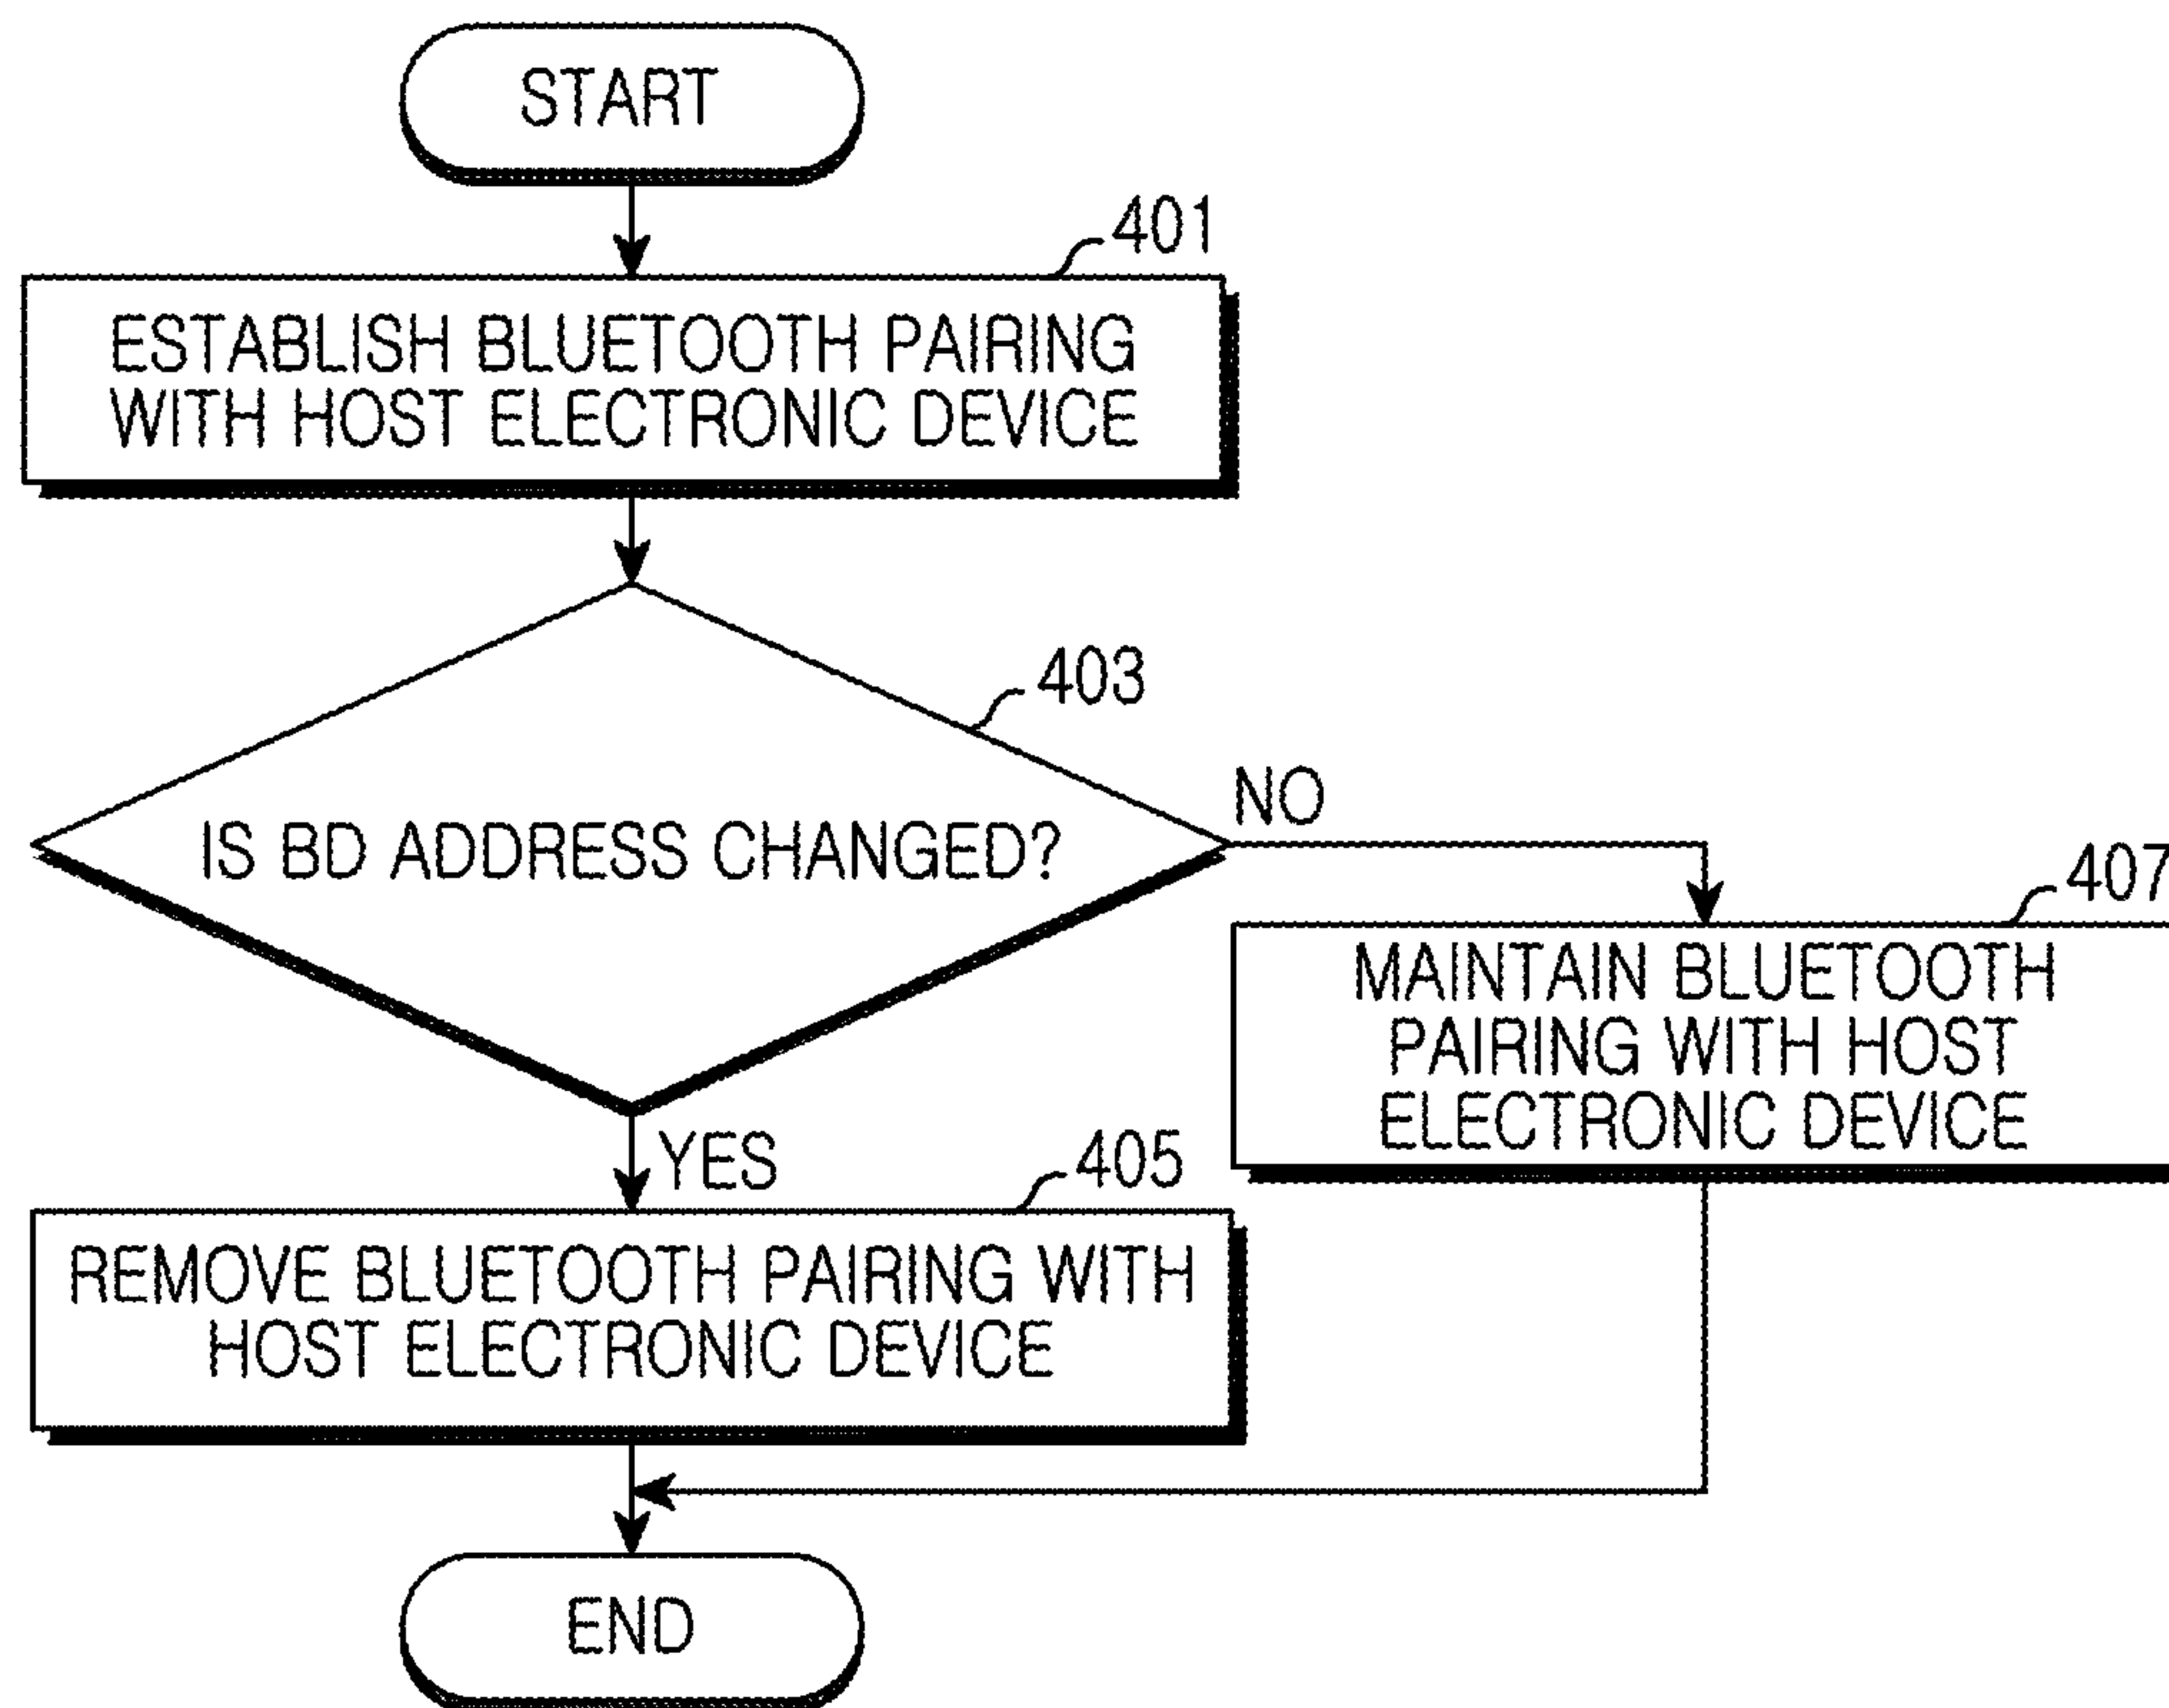 START
401
ESTABLISH BLUETOOTH PAIRING
WITH HOST ELECTRONIC DEVICE
403
IS BD ADDRESS CHANGED?
NO
407
MAINTAIN BLUETOOTH
PAIRING WITH HOST
ELECTRONIC DEVICE
YES
405
REMOVE BLUETOOTH PAIRING WITH
HOST ELECTRONIC DEVICE
END